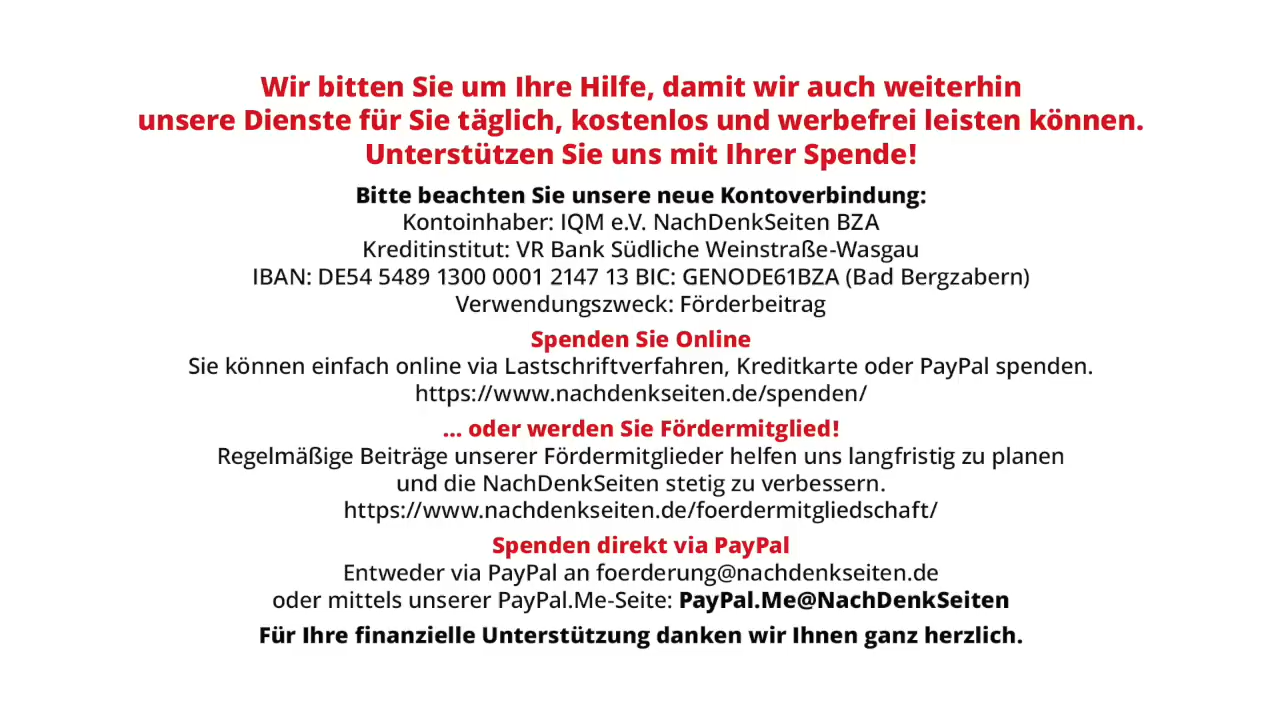 Wir bitten Sie um Ihre Hilfe, damit wir auch weiterhin
unsere Dienste für Sie täglich, kostenlos und werbefrei leisten können.
Unterstützen Sie uns mit Ihrer Spende!
Bitte beachten Sie unsere neue Kontoverbindung:
Kontoinhaber: IQM e.V. NachDenkSeiten BZA
Kreditinstitut: VR Bank Südliche Weinstraße-Wasgau
IBAN: DE54 5489 1300 0001 2147 13 BIC: GENODE61BZA (Bad Bergzabern)
Verwendungszweck: Förderbeitrag
Spenden Sie Online
Sie können einfach online via Lastschriftverfahren, Kreditkarte oder PayPal spenden.
https://www.nachdenkseiten.de/spenden/
... oder werden Sie Fördermitglied!
Regelmäßige Beiträge unserer Fördermitglieder helfen uns langfristig zu planen
und die NachDenkSeiten stetig zu verbessern.
https://www.nachdenkseiten.de/foerdermitgliedschaft/
Spenden direkt via PayPal
Entweder via PayPal an foerderung@nachdenkseiten.de
oder mittels unserer PayPal.Me-Seite: PayPal.Me@NachDenkSeiten
Für Ihre finanzielle Unterstützung danken wir Ihnen ganz herzlich.